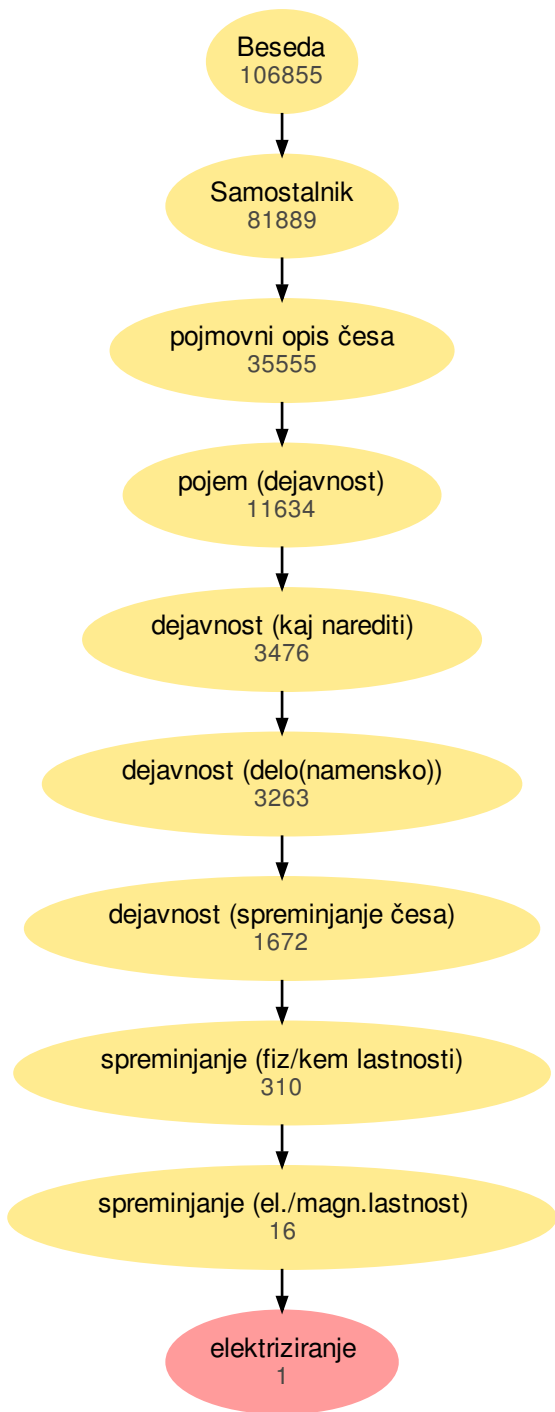 Beseda
106855
Samostalnik
81889
pojmovni opis česa
35555
pojem (dejavnost)
11634
dejavnost (kaj narediti)
3476
dejavnost (delo(namensko))
3263
dejavnost (spreminjanje česa)
1672
spreminjanje (fiz/kem lastnosti)
310
spreminjanje (el./magn.lastnost)
16
elektriziranje
1